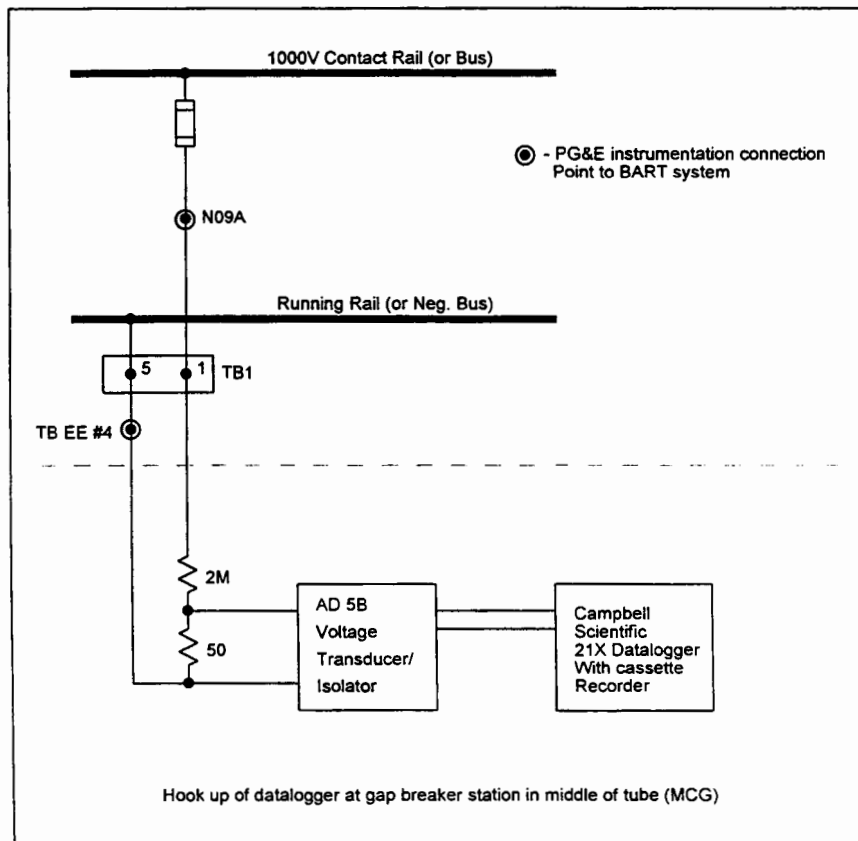 1000V Contact Rail (or Bus)
- PG&E instrumentation connection
Point to BART system
N09A
Running Rail (or Neg. Bus)
5
1
TB1
TB EE #4
2M
50
AD 5B
Voltage
Transducer/
Isolator
Campbell
Scientific
21X Datalogger
With cassette
Recorder
Hook up of datalogger at gap breaker station in middle of tube (MCG)